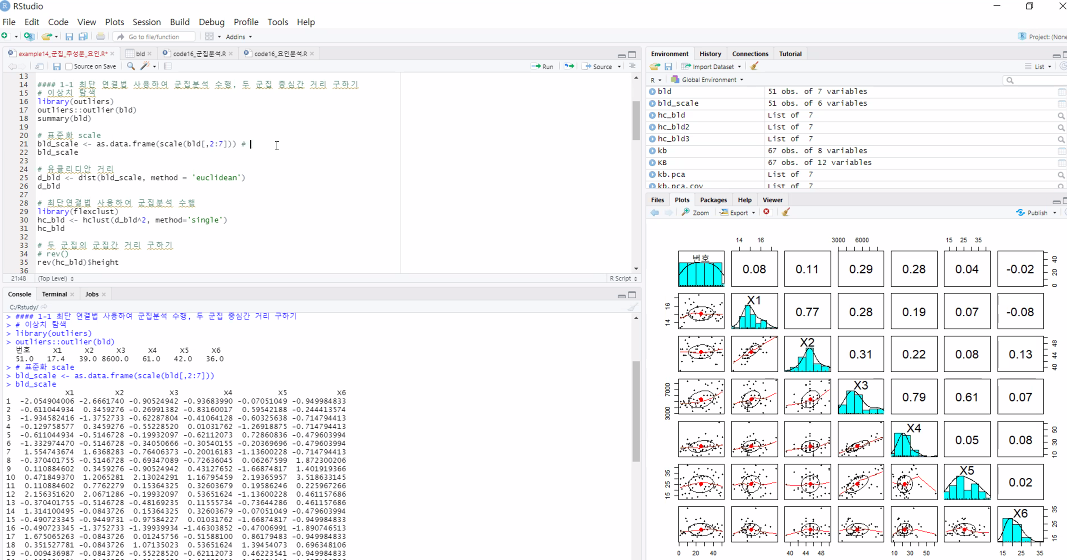 RStudio
File Edit Code View Plots Session Build Debug Profile Tools Help
Go to file/function Addins Project: (None
example14_군집_주성분_요인.R* bld code16_군집분석.R code16_요인분석.R
Source on Save Run Source
13
14 #### 1-1 최단 연결법 사용하여 군집분석 수행, 두 군집 중심간 거리 구하기
15 # 이상치 탐색
16 library(outliers)
17 outliers::outlier(bld)
18 summary(bld)
19
20 # 표준화 scale
21 bld_scale <- as.data.frame(scale(bld[,2:7])) #
22 bld_scale
23
24 # 유클리디안 거리
25 d_bld <- dist(bld_scale, method = 'euclidean')
26 d_bld
27
28 # 최단연결법 사용하여 군집분석 수행
29 library(flexclust)
30 hc_bld <- hclust(d_bld^2, method='single')
31 hc_bld
32
33 # 두 군집의 군집간 거리 구하기
34 # rev()
35 rev(hc_bld)$height
36
21:48 (Top Level) R Script
Console Terminal Jobs
C:/Rstudy/
> #### 1-1 최단 연결법 사용하여 군집분석 수행, 두 군집 중심간 거리 구하기
> # 이상치 탐색
> library(outliers)
> outliers::outlier(bld)
번호 X1 X2 X3 X4 X5 X6
51.0 17.4 39.0 8600.0 61.0 42.0 36.0
> # 표준화 scale
> bld_scale <- as.data.frame(scale(bld[,2:7]))
> bld_scale
X1 X2 X3 X4 X5 X6
1 -2.054904006 -2.6661740 -0.90524942 -0.93683990 -0.07051049 -0.949984833
2 -0.611044934 0.3459276 -0.26991382 -0.83160017 0.59542188 -0.244413574
3 -1.934582416 -1.3752733 -0.62287804 -0.41064128 -0.60325638 -0.714794413
4 -0.129758577 0.3459276 -0.55228520 0.01031762 -1.26918875 -0.714794413
5 -0.611044934 -0.5146728 -0.19932097 -0.62112073 0.72860836 -0.479603994
6 -1.332974470 -0.5146728 -0.34050666 -0.30540155 -0.20369698 -0.714794413
7 1.554743674 1.6368283 -0.76406373 -0.20016183 -1.13600228 -0.714794413
8 -0.370401755 -0.5146728 -0.69347089 -0.72636045 0.06267599 1.872300206
9 0.110884602 0.3459276 -0.90524942 0.43127652 -1.66874817 1.401919366
10 0.471849370 1.2065281 2.13024291 1.16795459 2.19365957 3.518633145
11 0.110884602 0.7762279 0.15364325 0.32603679 0.19586246 0.225967266
12 2.156351620 2.0671286 -0.19932097 0.53651624 -1.13600228 0.461157686
13 -0.370401755 -0.5146728 -0.48169235 0.11555734 -0.73644286 0.461157686
14 1.314100495 -0.0843726 0.15364325 0.32603679 -0.07051049 -0.479603994
15 -0.490723345 -0.9449731 -0.97584227 0.01031762 -1.66874817 -0.949984833
16 -0.490723345 -1.3752733 -1.39939934 -1.46303852 -0.47006991 -1.890746513
17 1.675065263 -0.0843726 0.01245756 -0.51588100 0.86179483 -0.949984833
18 0.351527781 -0.0843726 1.07135023 0.53651624 1.39454073 0.696348106
19 -0.009436987 -0.0843726 -0.55228520 -0.62112073 0.46223541 -0.949984833
Environment History Connections Tutorial
Import Dataset List
R Global Environment
bld 51 obs. of 7 variables
bld_scale 51 obs. of 6 variables
hc_bld List of 7
hc_bld2 List of 7
hc_bld3 List of 7
kb 67 obs. of 8 variables
KB 67 obs. of 12 variables
kb.pca List of 7
kb.pca.cov List of 7
Files Plots Packages Help Viewer
Zoom Export Publish
14 16 3000 6000 15 25 35
번호 0.08 0.11 0.29 0.28 0.04 -0.02 0 20 40
14 16 X1 0.77 0.28 0.19 0.07 -0.08
X2 0.31 0.22 0.08 0.13 40 44 48
3000 7000 X3 0.79 0.61 0.07
X4 0.05 0.08 10 30 50
15 25 35 X5 0.02
X6 15 25 35
0 20 40 40 44 48 10 30 50 15 25 35